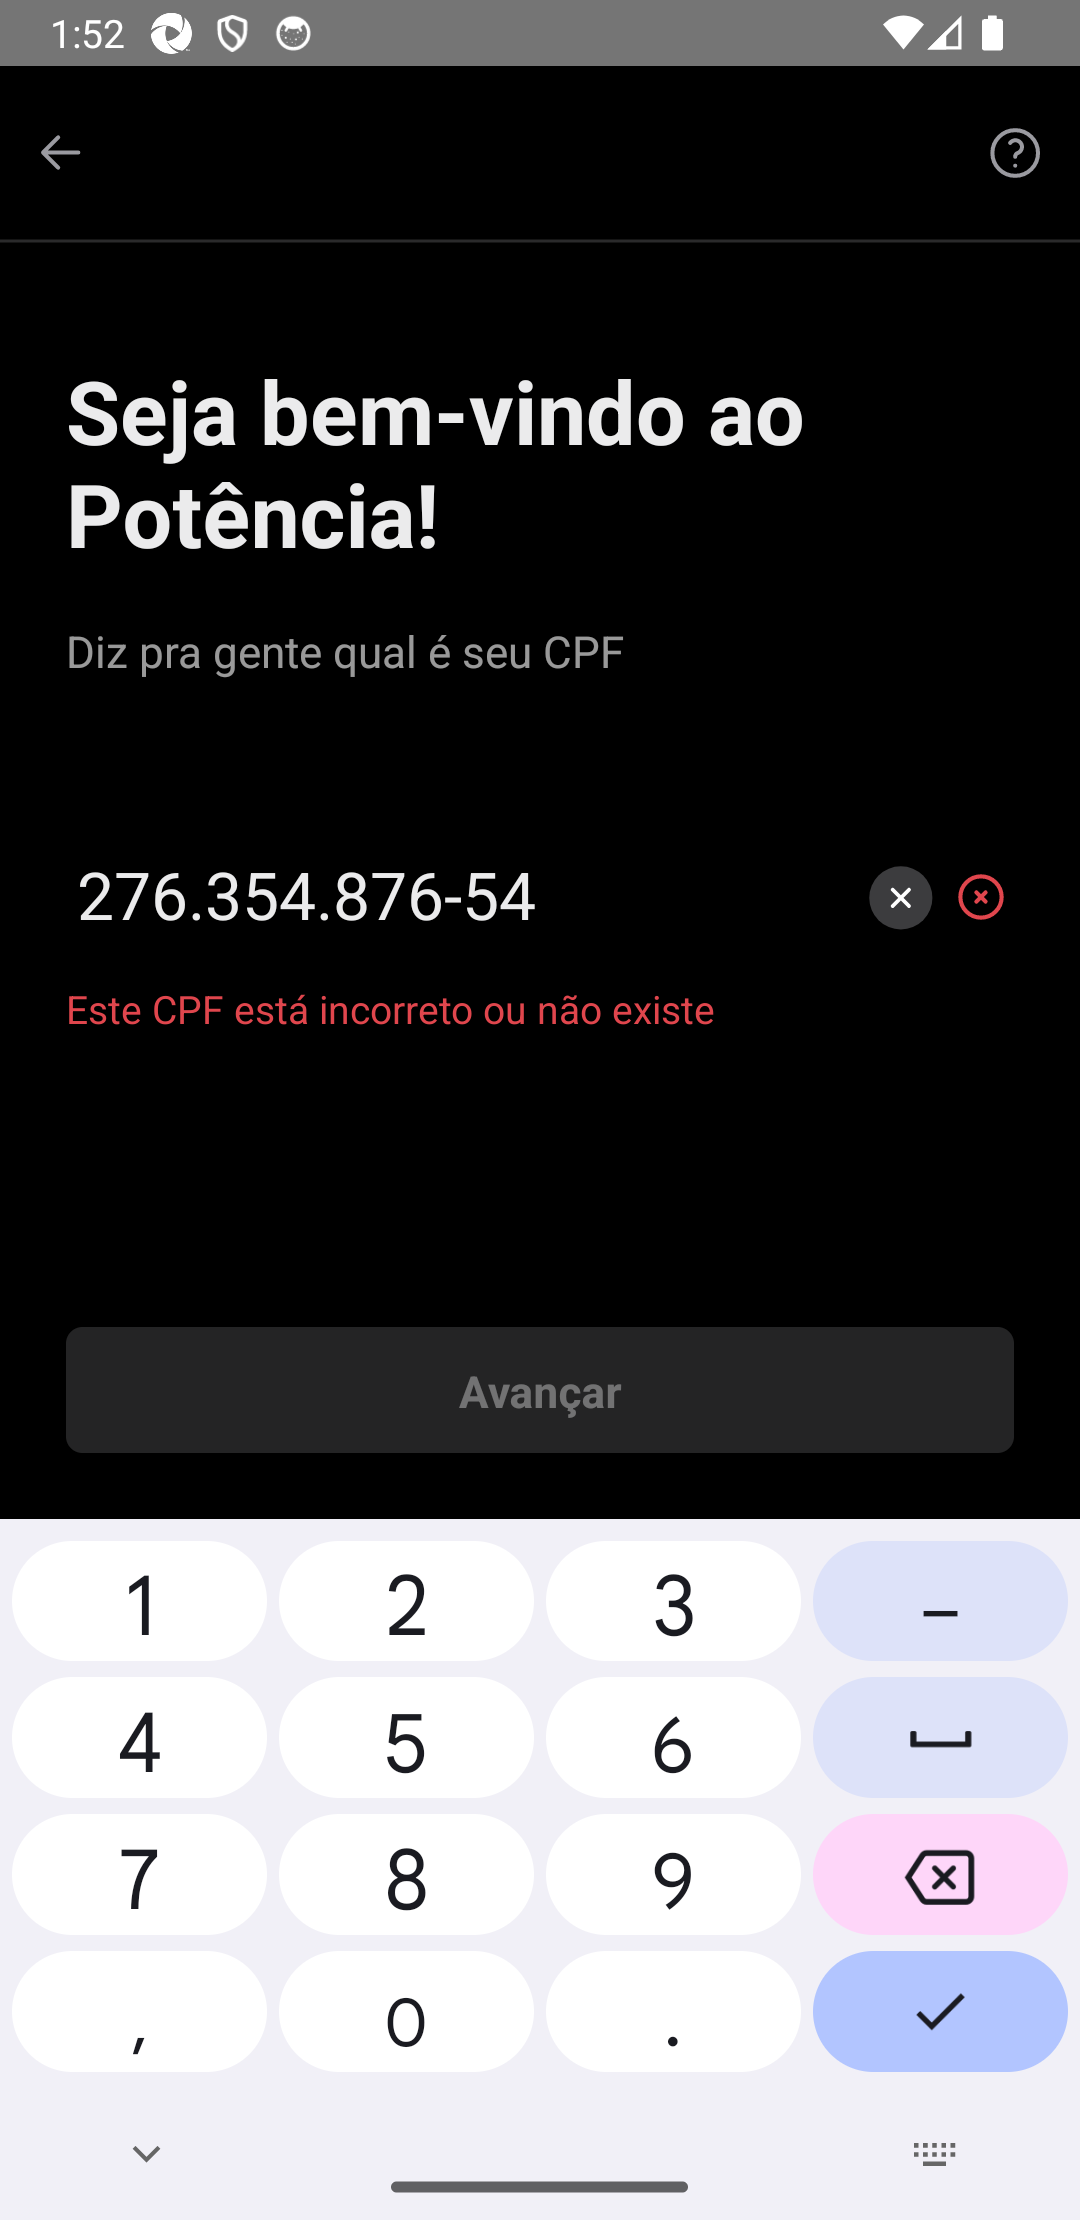 1:52
Seja bem-vindo ao
Potência!
Diz pra gente qual é seu CPF
276.354.876-54
Este CPF está incorreto ou não existe
Avançar
1 2 3 -
4 5 6
7 8 9
, 0 .